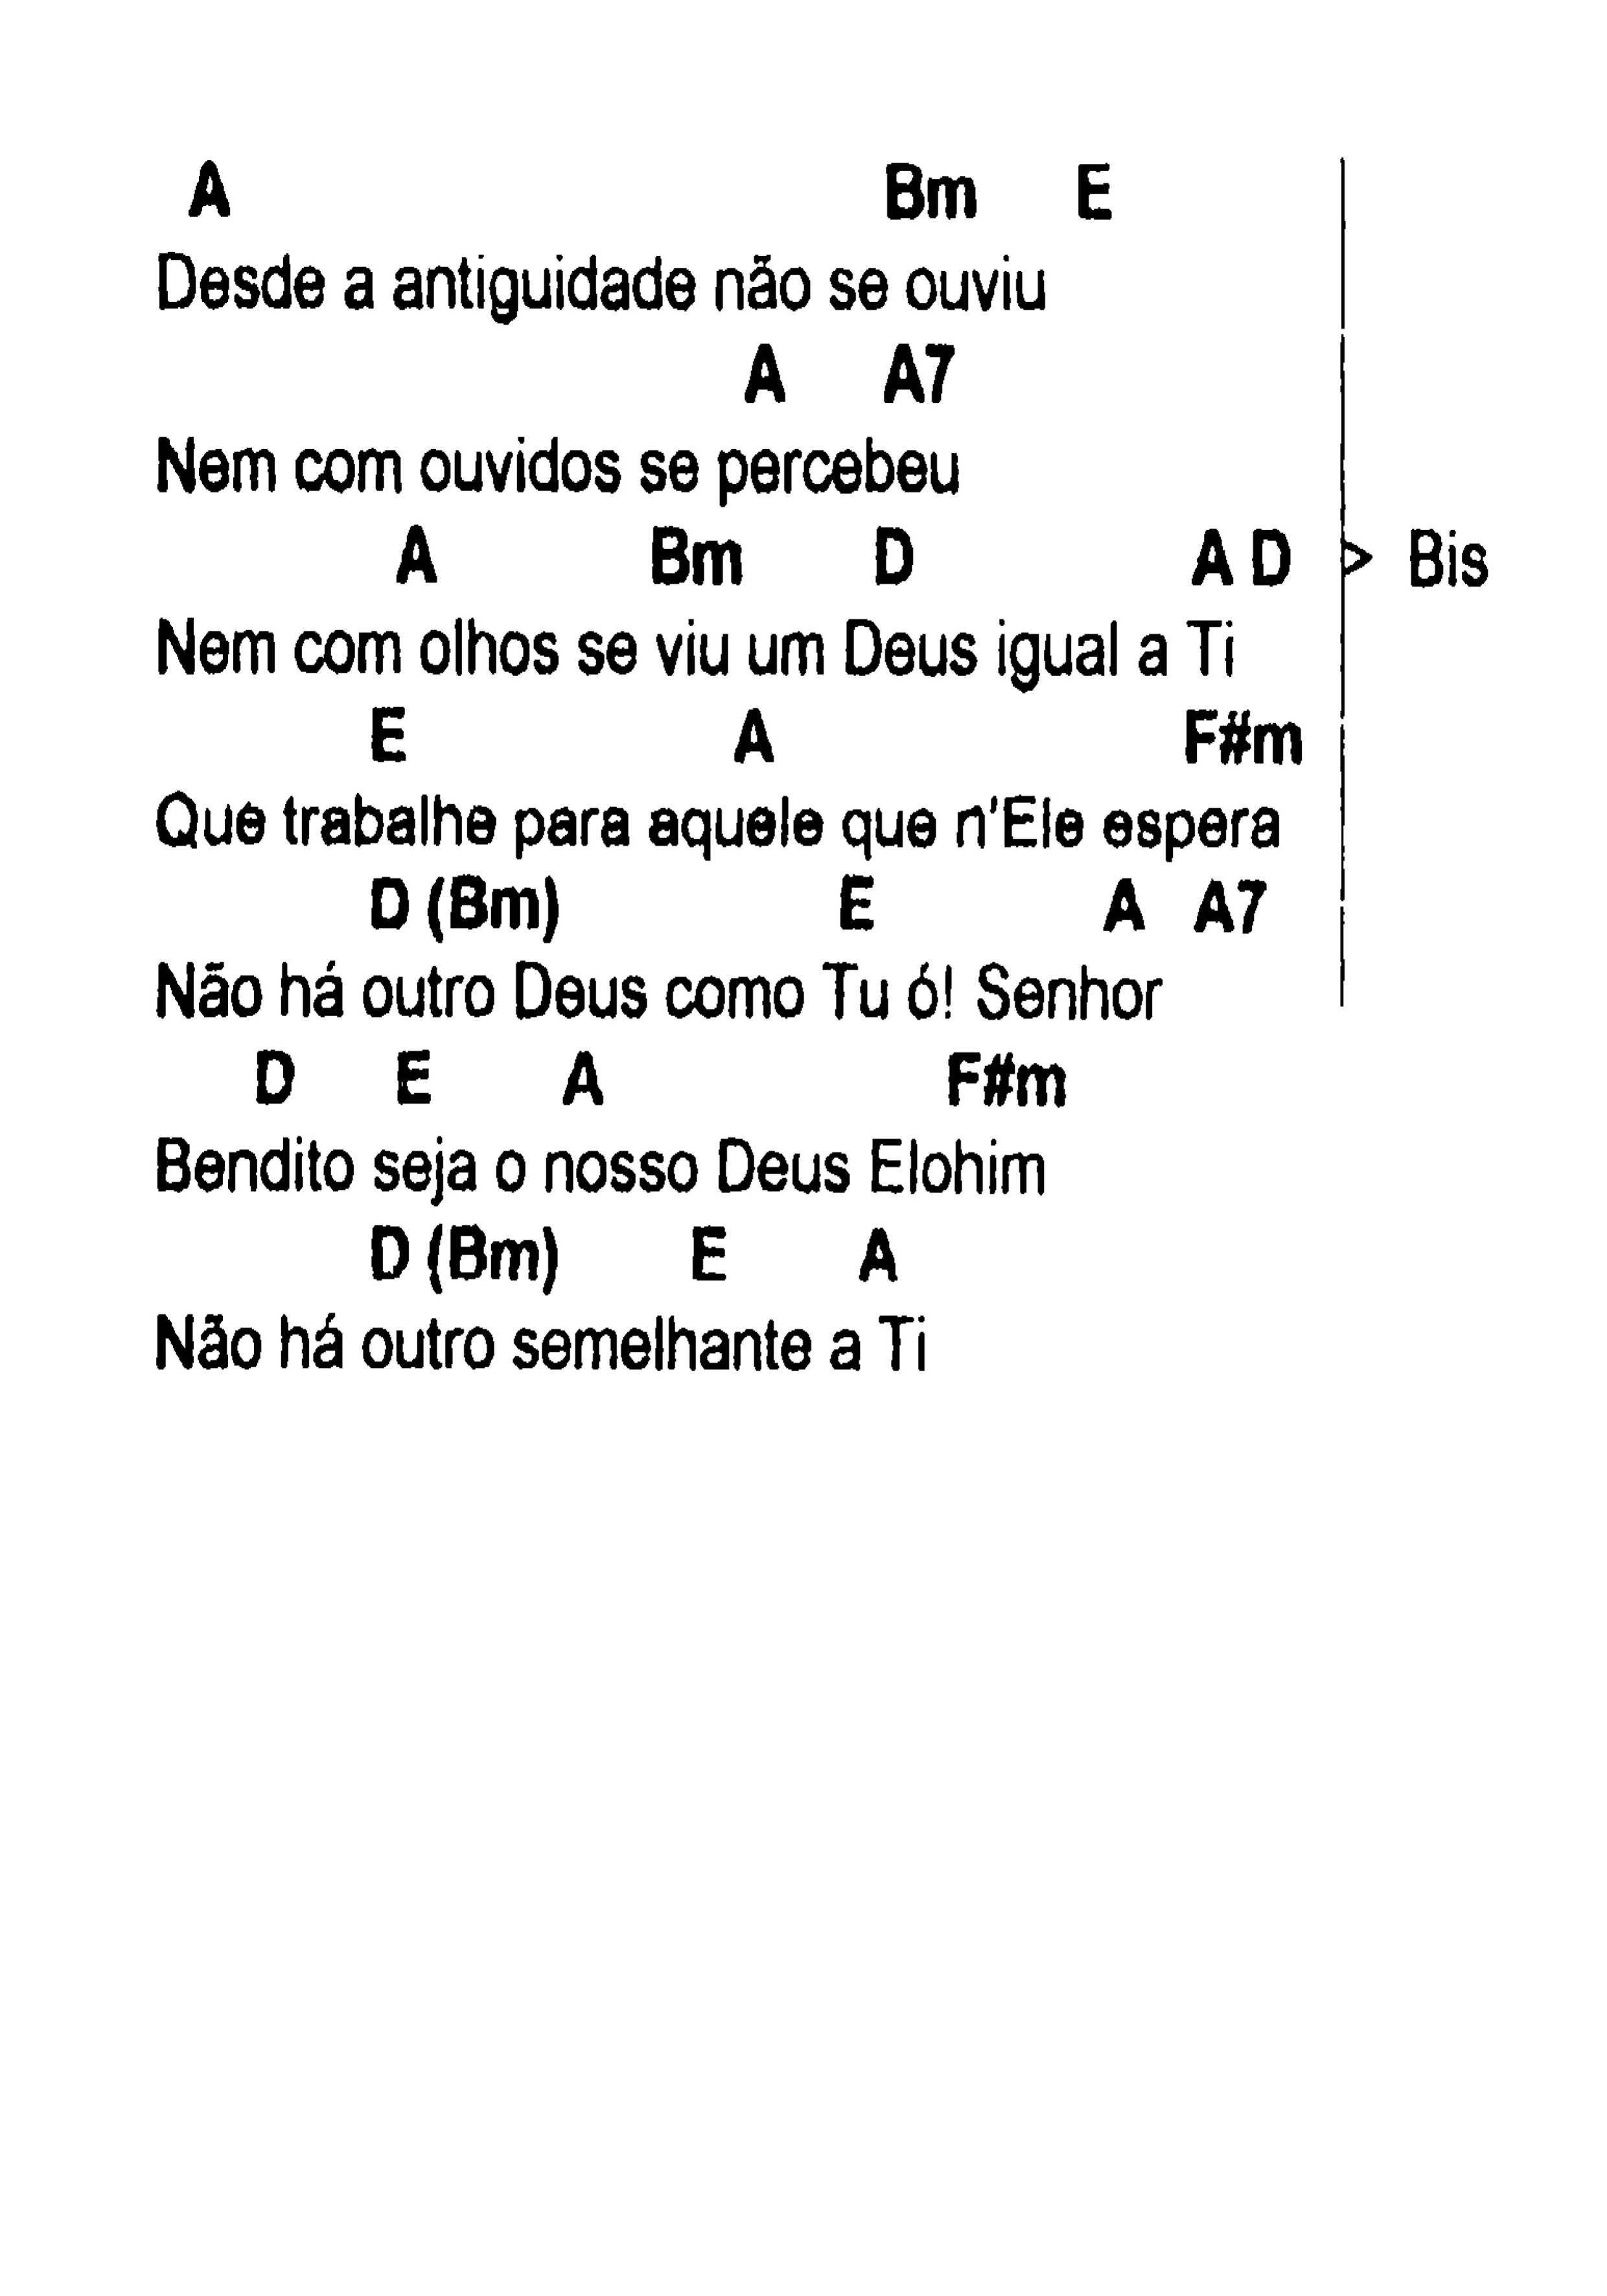 A Bm E
Desde a antiguidade não se ouviu
A A7
Nem com ouvidos se percebeu
A Bm D A D > Bis
Nem com olhos se viu um Deus igual a Ti
E A F#m
Que trabalhe para aquele que n'Ele espera
D (Bm) E A A7
Não há outro Deus como Tu ó! Senhor
D E A F#m
Bendito seja o nosso Deus Elohim
D (Bm) E A
Não há outro semelhante a Ti